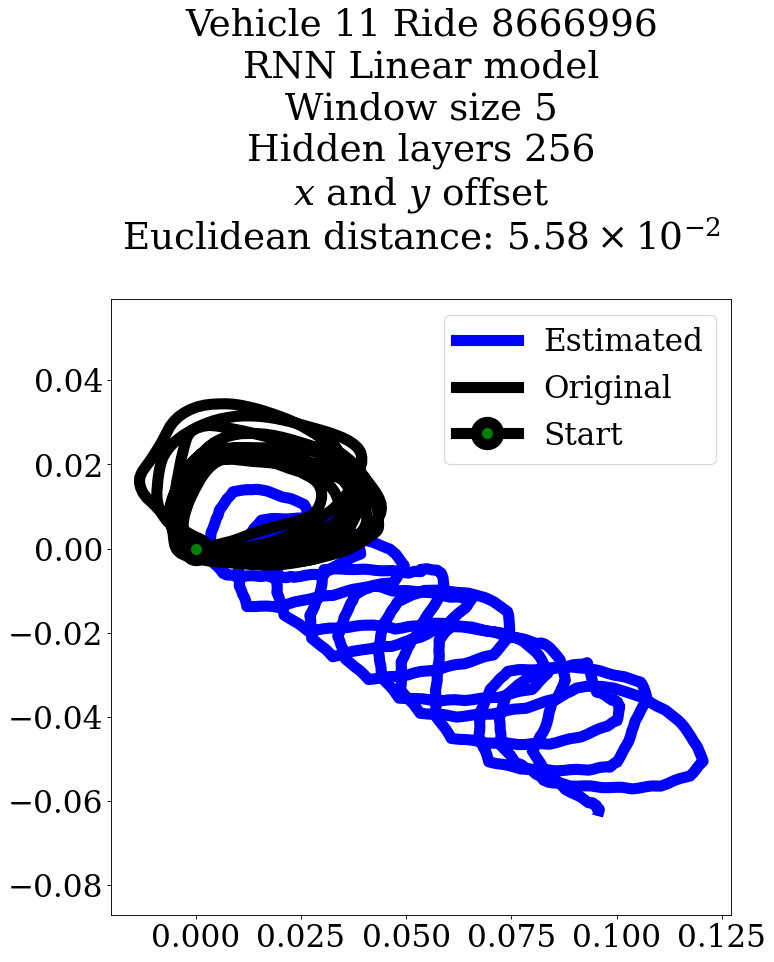 Vehicle 11 Ride 8666996
RNN Linear model
Window size 5
Hidden layers 256
x and y offset
Euclidean distance: 5.58 × 10⁻²
Estimated
Original
Start
0.04
0.02
0.00
−0.02
−0.04
−0.06
−0.08
0.000 0.025 0.050 0.075 0.100 0.125